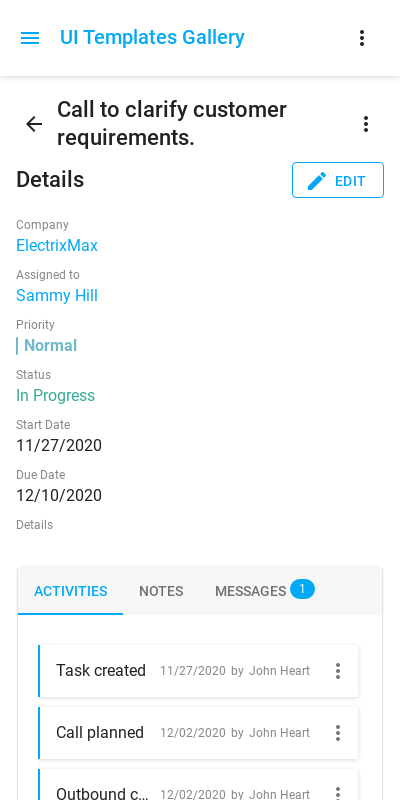 UI Templates Gallery
Call to clarify customer
requirements.
Details
EDIT
Company
ElectrixMax
Assigned to
Sammy Hill
Priority
Normal
Status
In Progress
Start Date
11/27/2020
Due Date
12/10/2020
Details
ACTIVITIES NOTES MESSAGES 1
Task created 11/27/2020 by John Heart
Call planned 12/02/2020 by John Heart
Outbound c... 12/02/2020 by John Heart